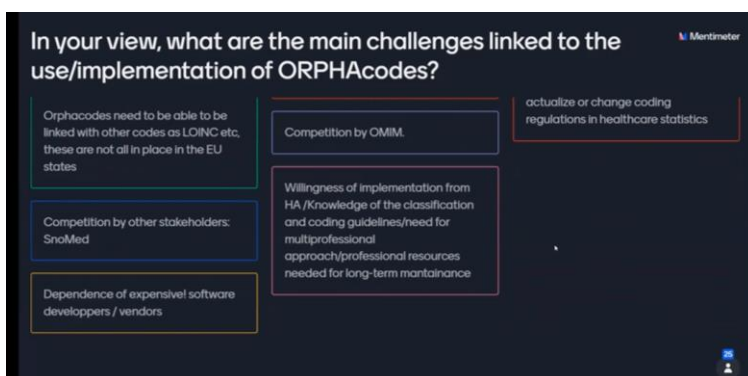 In your view, what are the main challenges linked to the
use/implementation of ORPHAcodes?
Mentimeter
Orphacodes need to be able to be
linked with other codes as LOINC etc,
these are not all in place in the EU
states
Competition by other stakeholders:
SnoMed
Dependence of expensive! software
developpers / vendors
Competition by OMIM.
Willingness of implementation from
HA /Knowledge of the classification
and coding guidelines/need for
multiprofessional
approach/professional resources
needed for long-term mantainance
actualize or change coding
regulations in healthcare statistics
25